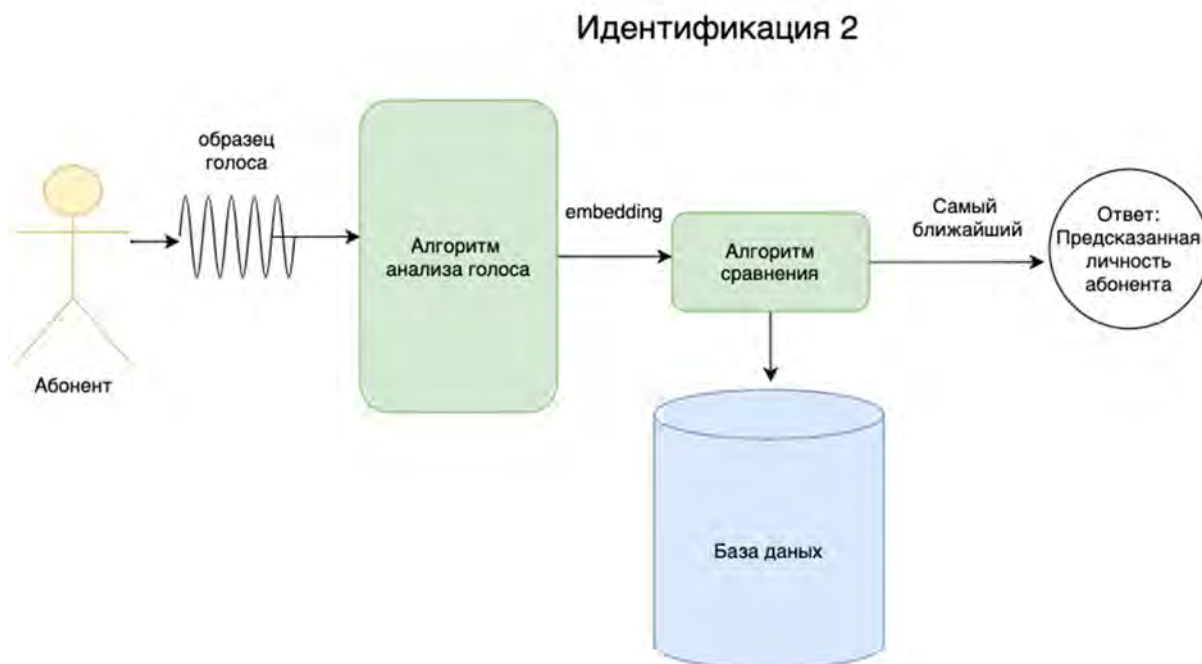 Идентификация 2
образец
голоса
Абонент
Алгоритм
анализа голоса
embedding
Алгоритм
сравнения
Самый
ближайший
Ответ:
Предсказанная
личность
абонента
База даных